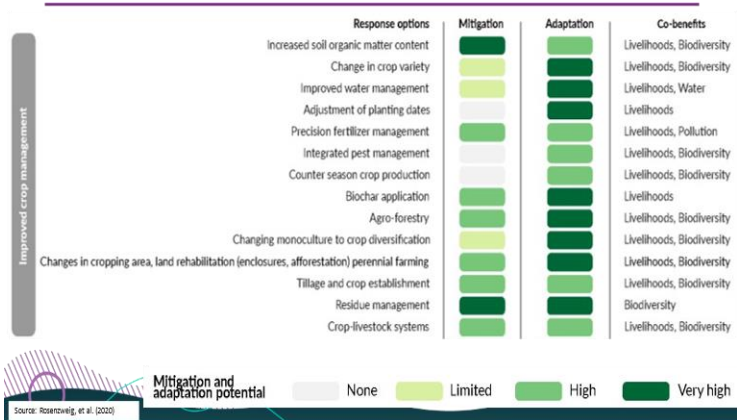 Response options Mitigation Adaptation Co-benefits
Increased soil organic matter content Livelihoods, Biodiversity
Change in crop variety Livelihoods, Biodiversity
Improved water management Livelihoods, Water
Adjustment of planting dates Livelihoods
Precision fertilizer management Livelihoods, Pollution
Integrated pest management Livelihoods, Biodiversity
Counter season crop production Livelihoods, Biodiversity
Biochar application Livelihoods
Agro-forestry Livelihoods, Biodiversity
Changing monoculture to crop diversification Livelihoods, Biodiversity
Changes in cropping area, land rehabilitation (enclosures, afforestation) perennial farming Livelihoods, Biodiversity
Tillage and crop establishment Livelihoods, Biodiversity
Residue management Biodiversity
Crop-livestock systems Livelihoods, Biodiversity
Improved crop management
Mitigation and
adaptation potential
None Limited High Very high
Source: Rosenzweig, et al. (2020)